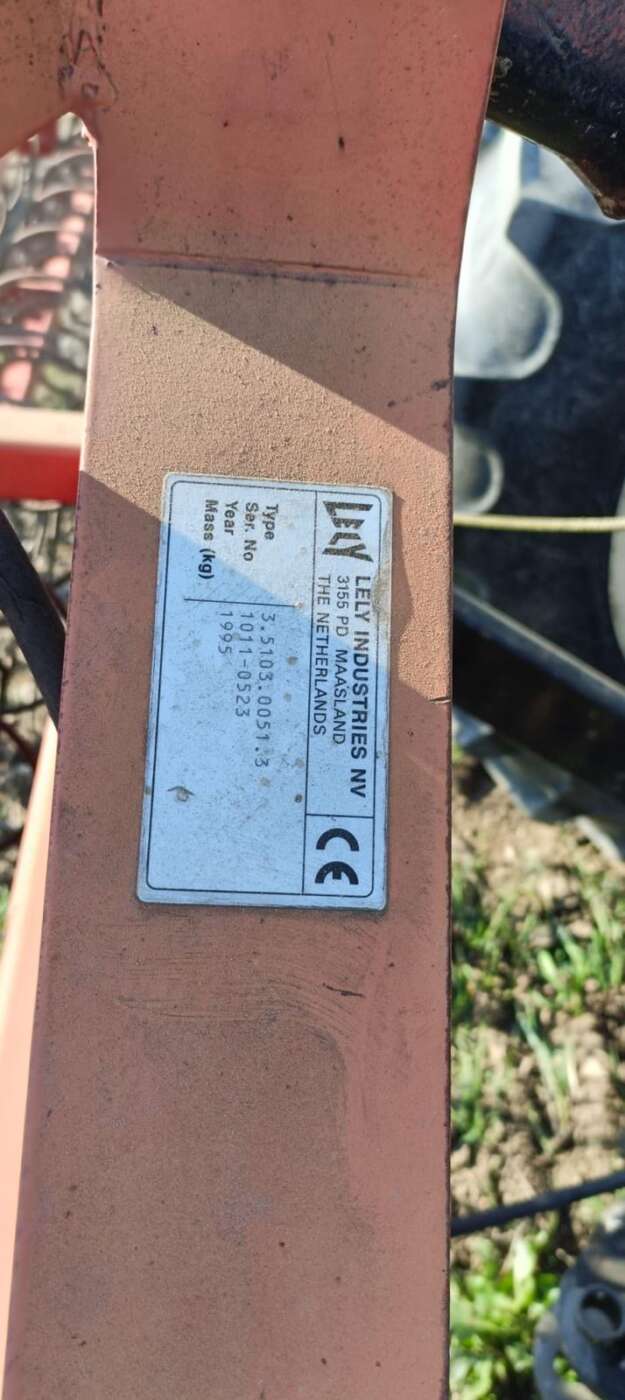 LELY
LELY INDUSTRIES NV
3155 PD MAASLAND
THE NETHERLANDS
CE
Type 3.5103.0051.3
Ser. No 1011-0523
Year 1995
Mass (kg)